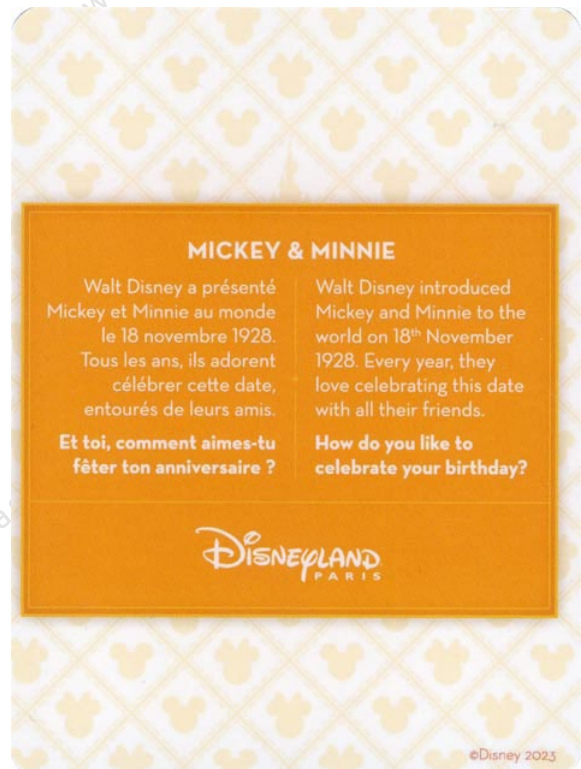 MICKEY & MINNIE
Walt Disney a présenté
Mickey et Minnie au monde
le 18 novembre 1928.
Tous les ans, ils adorent
célébrer cette date,
entourés de leurs amis.
Et toi, comment aimes-tu
fêter ton anniversaire ?
Walt Disney introduced
Mickey and Minnie to the
world on 18th November
1928. Every year, they
love celebrating this date
with all their friends.
How do you like to
celebrate your birthday?
Disneyland
PARIS
©Disney 2023